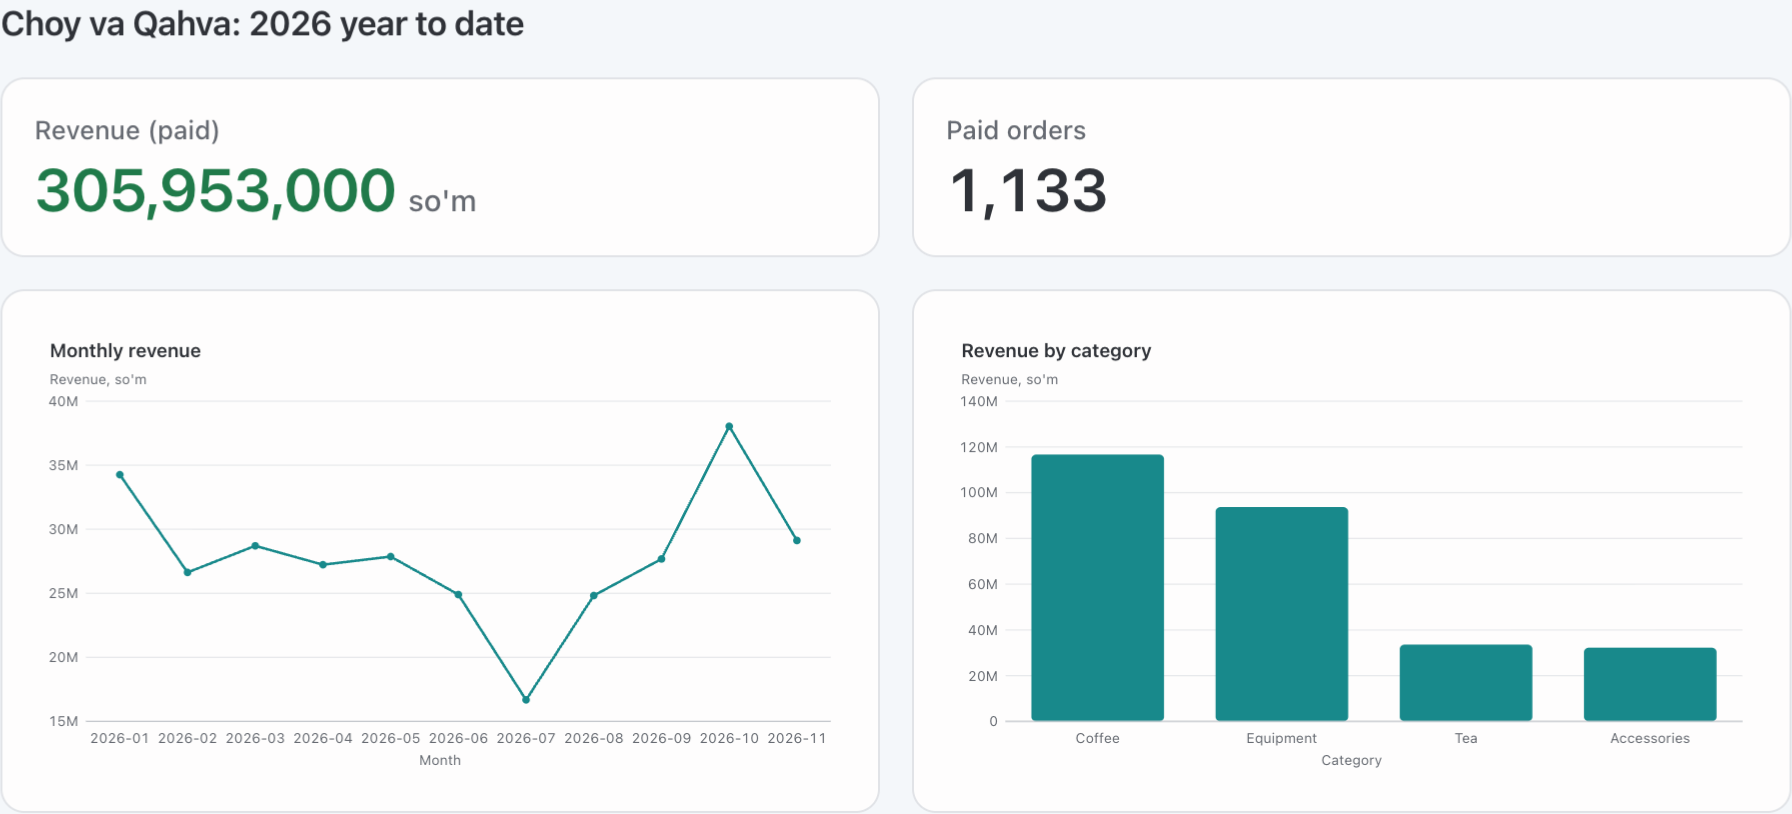 Choy va Qahva: 2026 year to date
Revenue (paid)
305,953,000 so'm
Paid orders
1,133
Monthly revenue
Revenue, so'm
40M
35M
30M
25M
20M
15M
2026-01 2026-02 2026-03 2026-04 2026-05 2026-06 2026-07 2026-08 2026-09 2026-10 2026-11
Month
Revenue by category
Revenue, so'm
140M
120M
100M
80M
60M
40M
20M
0
Coffee Equipment Tea Accessories
Category